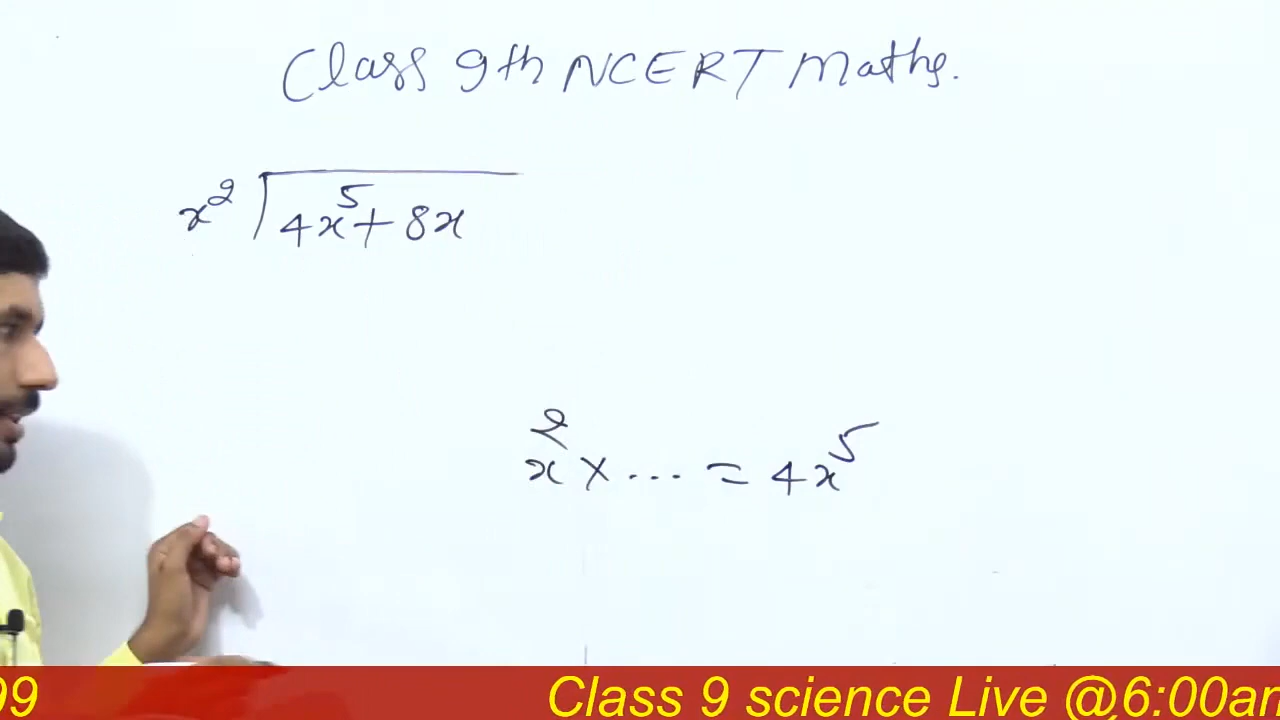 Class 9th NCERT Maths.
x² ⟌ 4x⁵ + 8x
x² × ... = 4x⁵
99 Class 9 science Live @6:00am